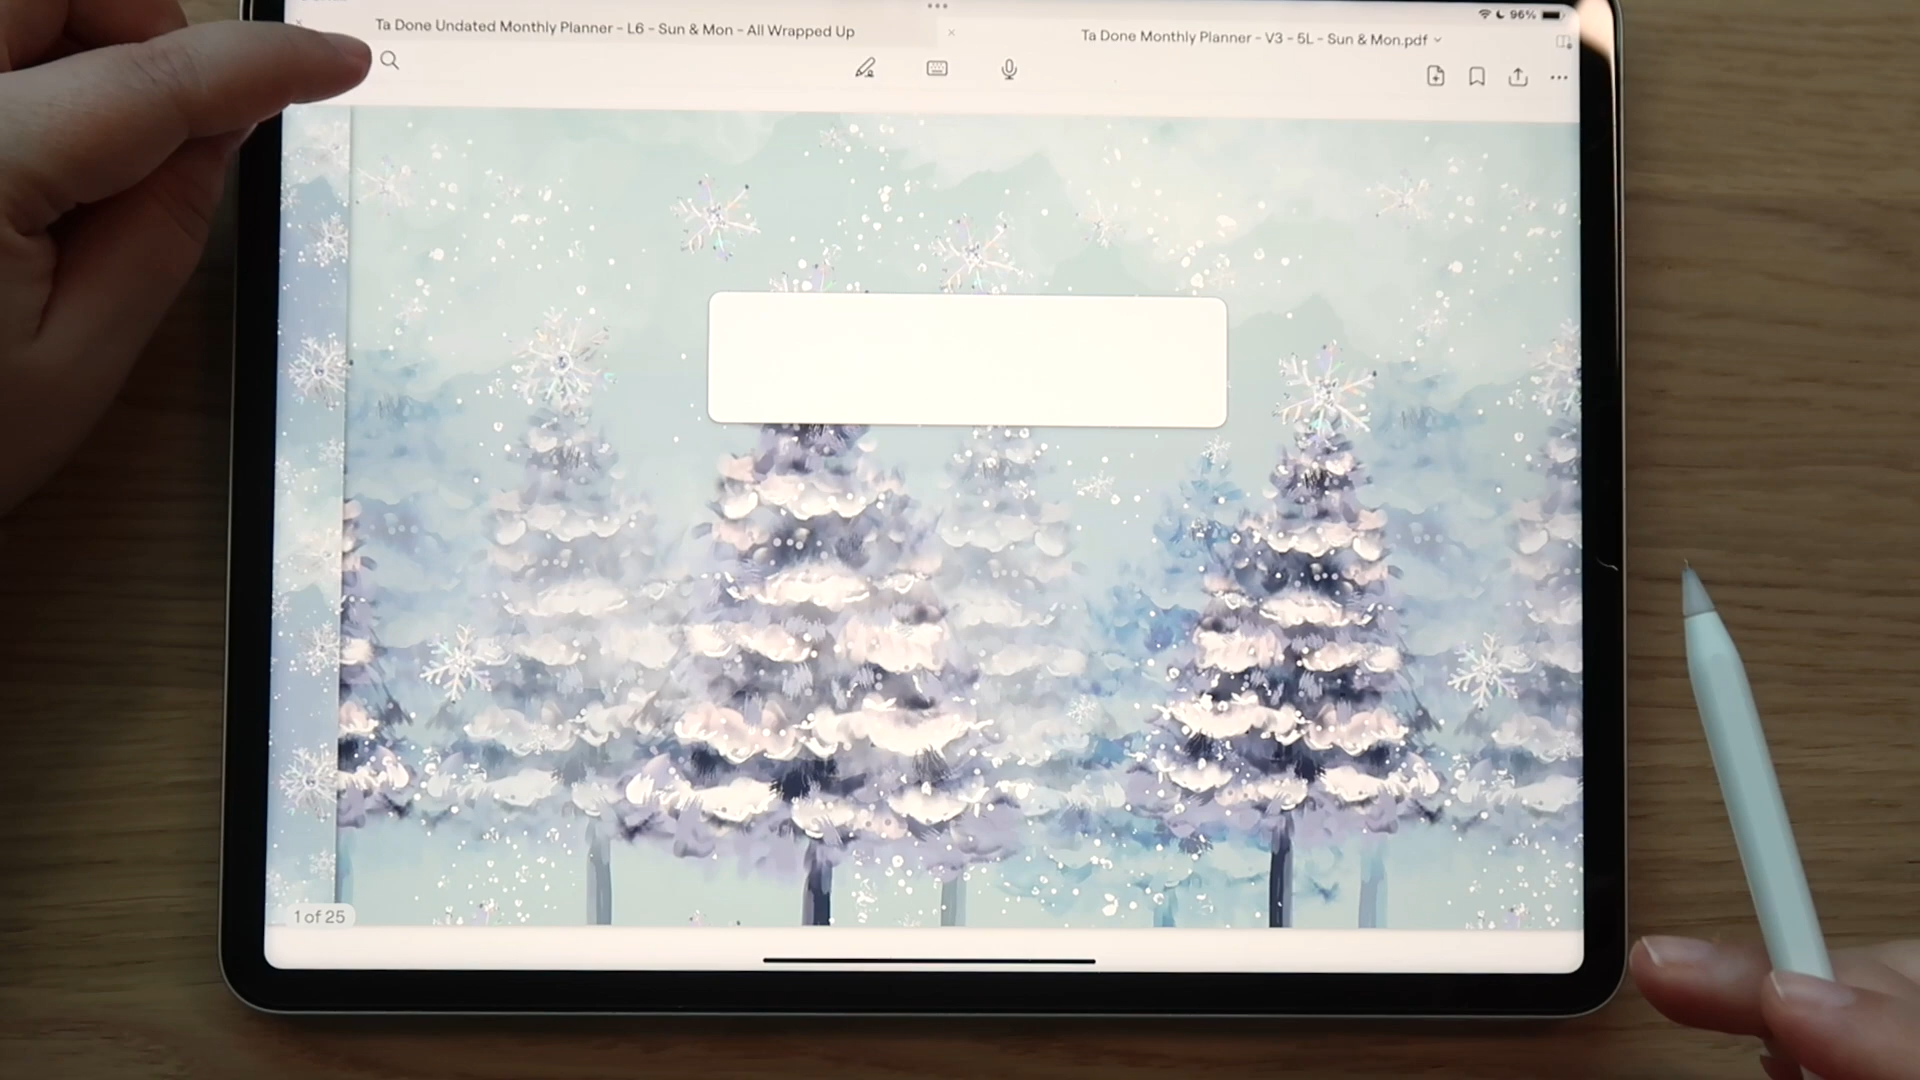 96%
Ta Done Undated Monthly Planner - L6 - Sun & Mon - All Wrapped Up
Ta Done Monthly Planner - V3 - 5L - Sun & Mon.pdf
1 of 25